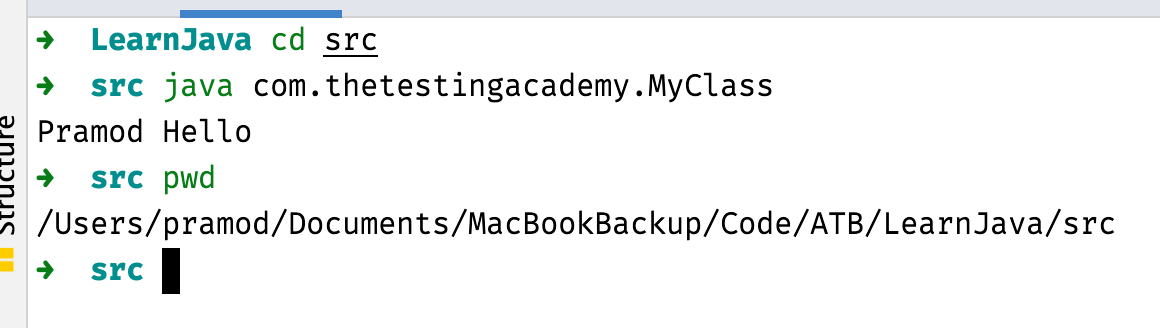 ➜ LearnJava cd src
➜ src java com.thetestingacademy.MyClass
Pramod Hello
➜ src pwd
/Users/pramod/Documents/MacBookBackup/Code/ATB/LearnJava/src
➜ src
Structure